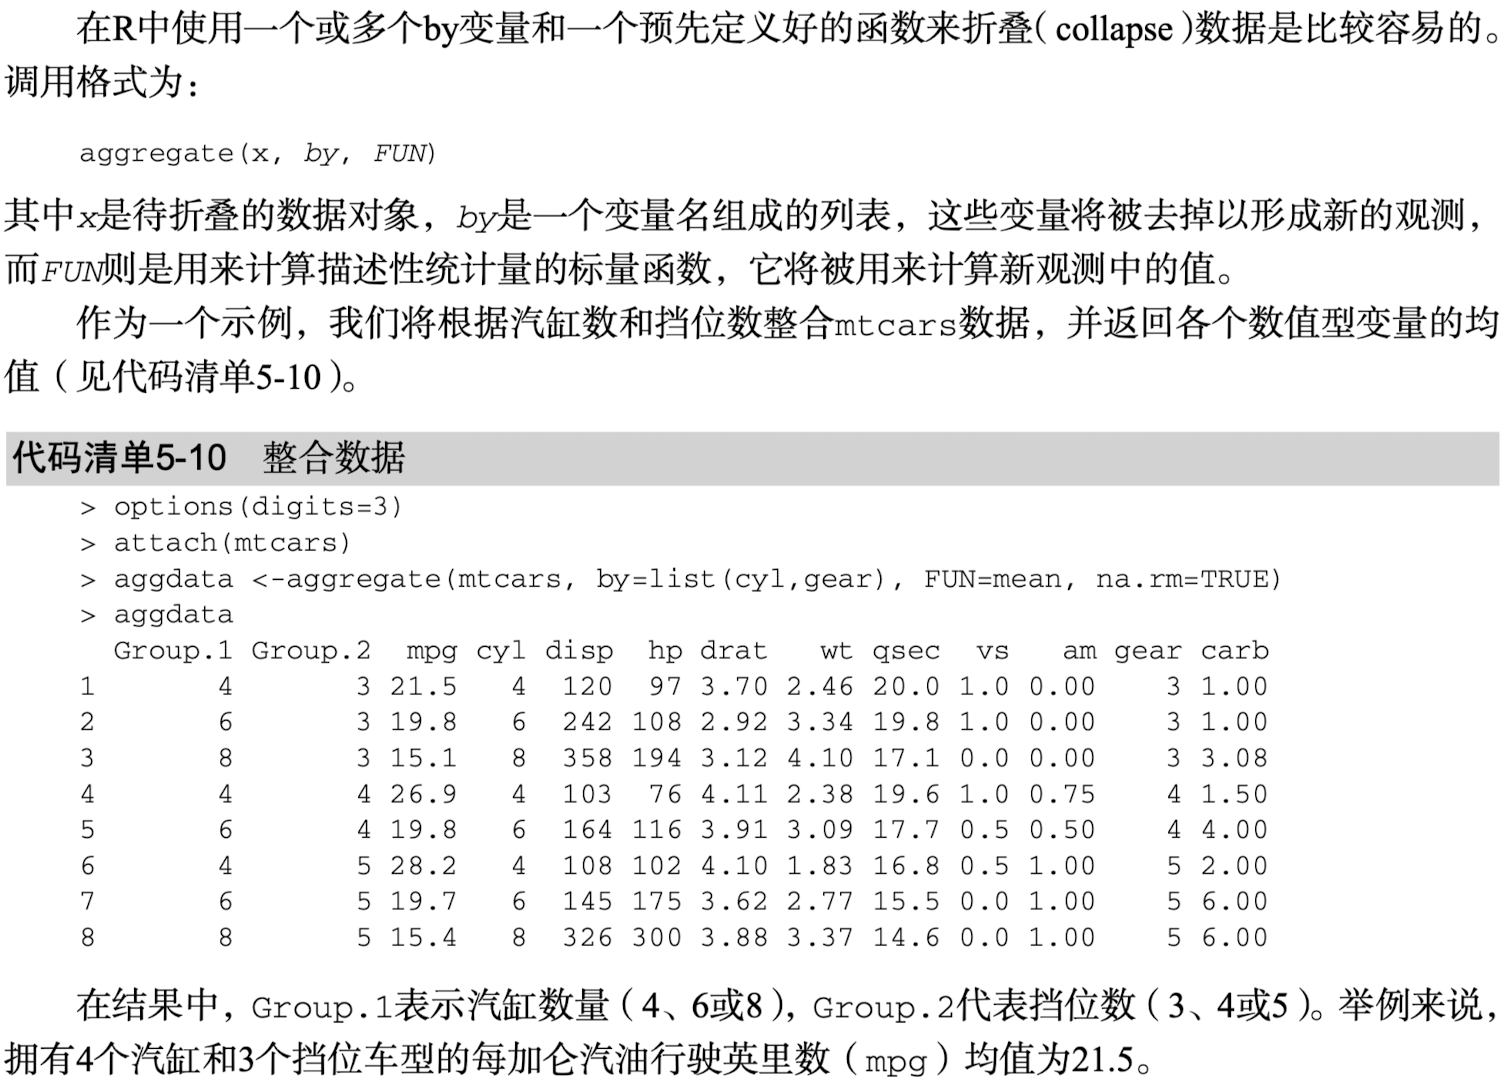 在R中使用一个或多个by变量和一个预先定义好的函数来折叠（collapse）数据是比较容易的。
调用格式为：
aggregate(x, by, FUN)
其中x是待折叠的数据对象，by是一个变量名组成的列表，这些变量将被去掉以形成新的观测，
而FUN则是用来计算描述性统计量的标量函数，它将被用来计算新观测中的值。
作为一个示例，我们将根据汽缸数和挡位数整合mtcars数据，并返回各个数值型变量的均
值（见代码清单5-10）。
代码清单5-10 整合数据
> options(digits=3)
> attach(mtcars)
> aggdata <-aggregate(mtcars, by=list(cyl,gear), FUN=mean, na.rm=TRUE)
> aggdata
  Group.1 Group.2  mpg cyl disp  hp drat   wt qsec  vs   am gear carb
1       4       3 21.5   4  120  97 3.70 2.46 20.0 1.0 0.00    3 1.00
2       6       3 19.8   6  242 108 2.92 3.34 19.8 1.0 0.00    3 1.00
3       8       3 15.1   8  358 194 3.12 4.10 17.1 0.0 0.00    3 3.08
4       4       4 26.9   4  103  76 4.11 2.38 19.6 1.0 0.75    4 1.50
5       6       4 19.8   6  164 116 3.91 3.09 17.7 0.5 0.50    4 4.00
6       4       5 28.2   4  108 102 4.10 1.83 16.8 0.5 1.00    5 2.00
7       6       5 19.7   6  145 175 3.62 2.77 15.5 0.0 1.00    5 6.00
8       8       5 15.4   8  326 300 3.88 3.37 14.6 0.0 1.00    5 6.00
在结果中，Group.1表示汽缸数量（4、6或8），Group.2代表挡位数（3、4或5）。举例来说，
拥有4个汽缸和3个挡位车型的每加仑汽油行驶英里数（mpg）均值为21.5。